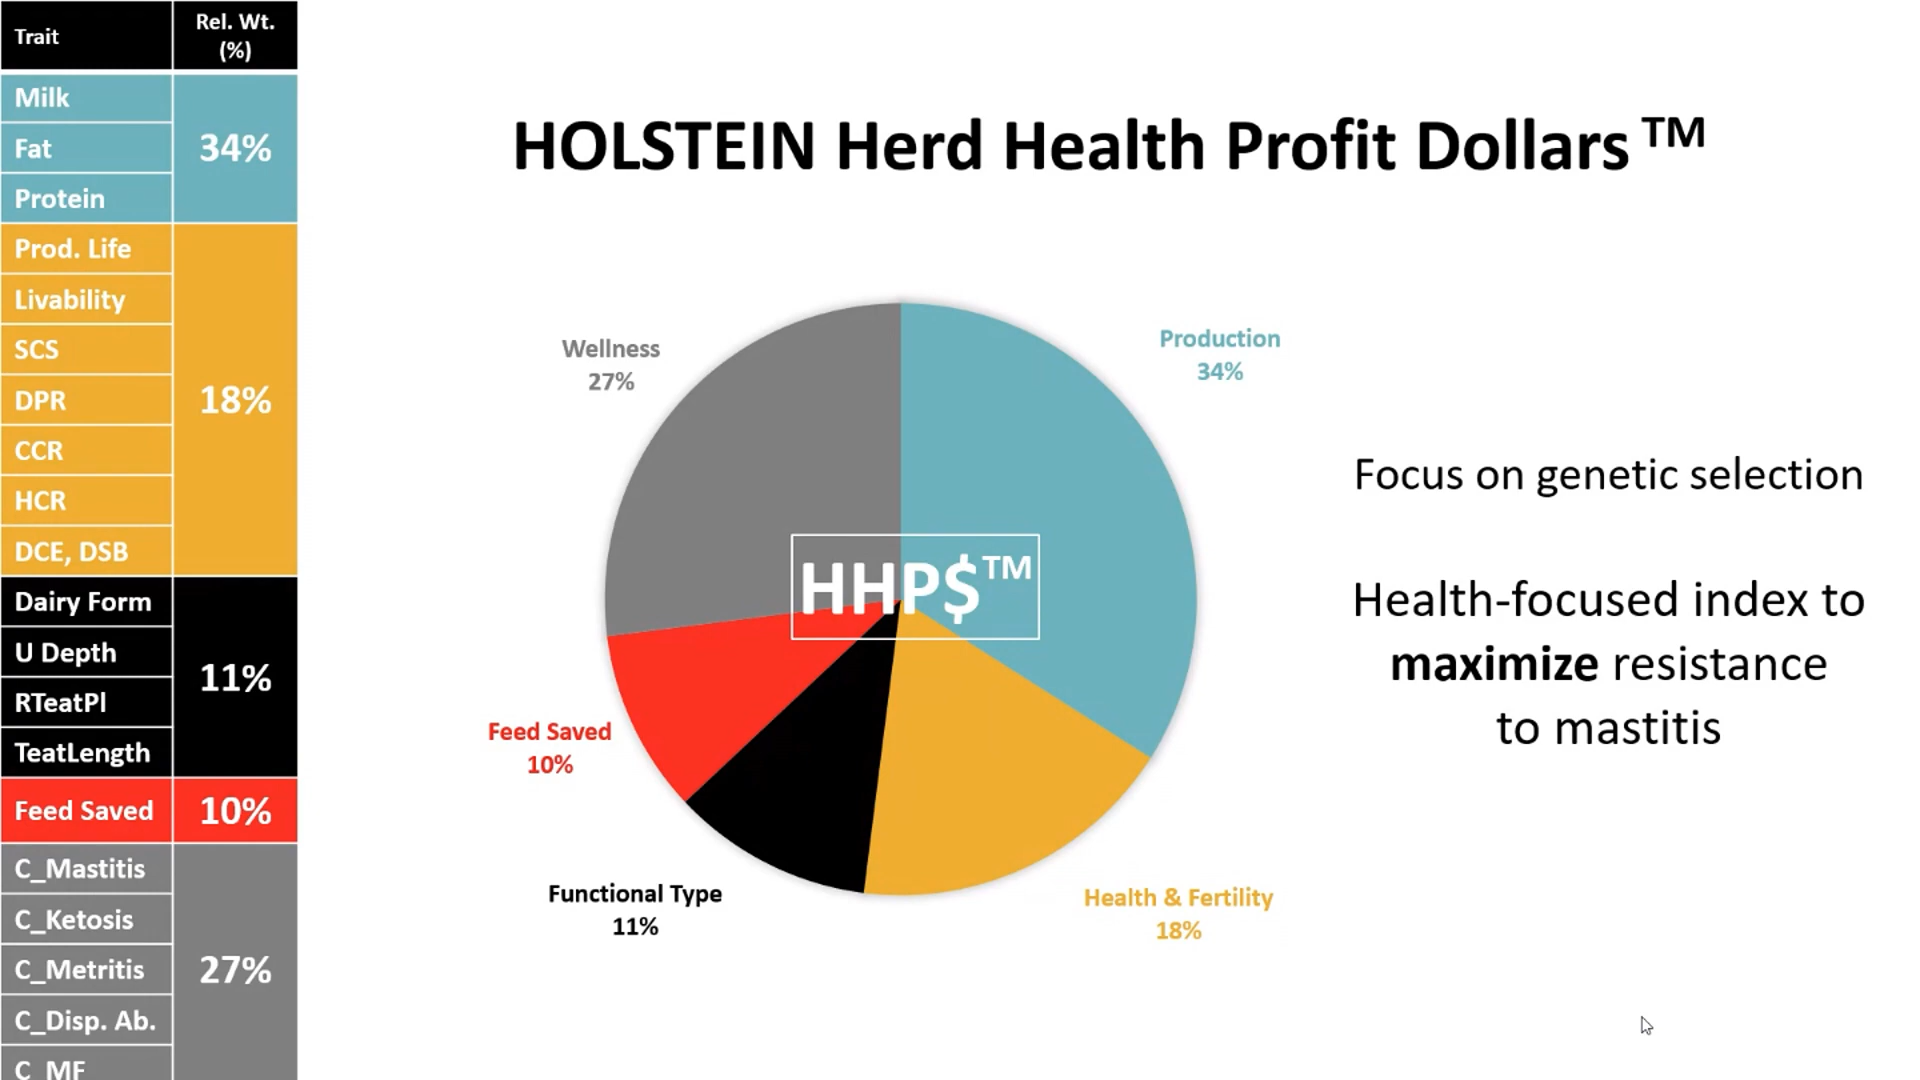 Trait
Rel. Wt.
(%)
Milk
Fat
Protein
34%
Prod. Life
Livability
SCS
DPR
CCR
HCR
DCE, DSB
18%
Dairy Form
U Depth
RTeatPl
TeatLength
11%
Feed Saved
10%
C_Mastitis
C_Ketosis
C_Metritis
C_Disp. Ab.
C_MF
27%
HOLSTEIN Herd Health Profit Dollars™
Wellness
27%
Production
34%
HHP$™
Feed Saved
10%
Functional Type
11%
Health & Fertility
18%
Focus on genetic selection
Health-focused index to
maximize resistance
to mastitis